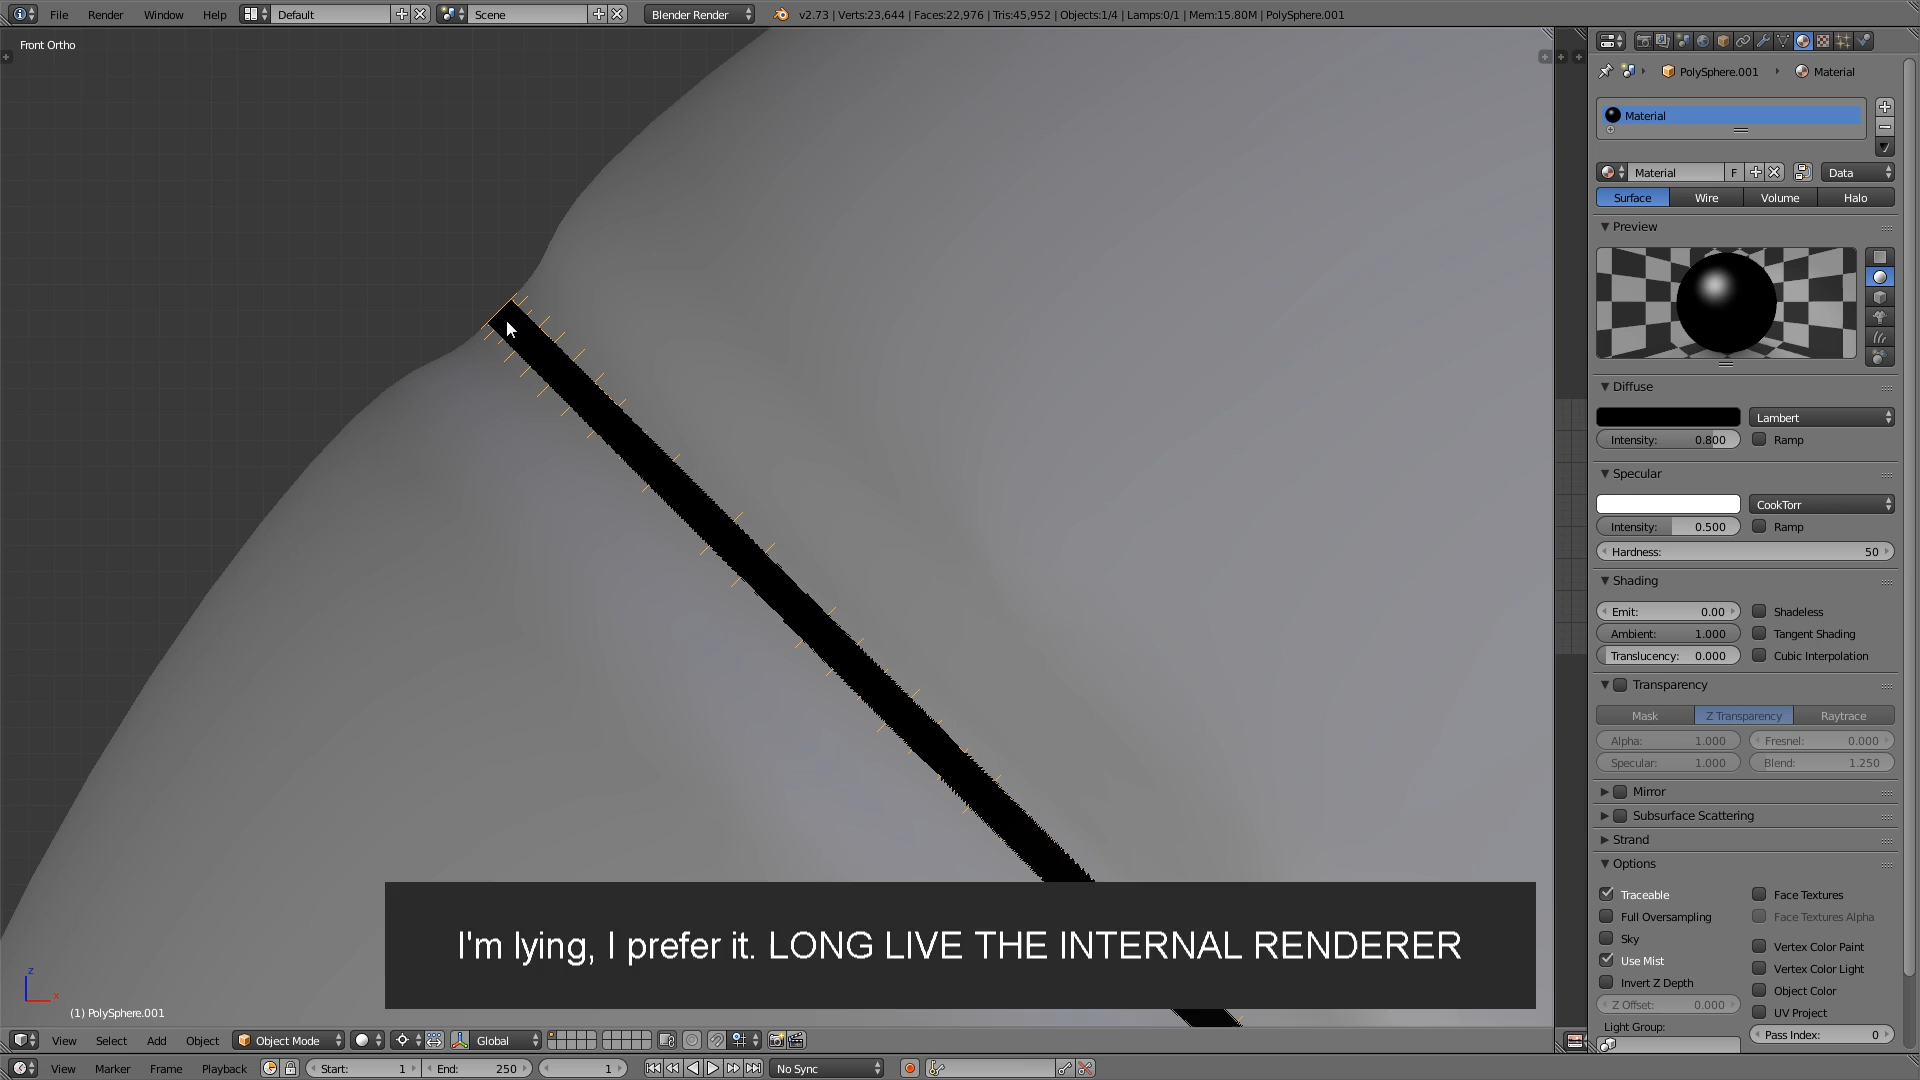 File Render Window Help Default Scene Blender Render v2.73 | Verts:23,644 | Faces:22,976 | Tris:45,952 | Objects:1/4 | Lamps:0/1 | Mem:15.80M | PolySphere.001
Front Ortho
PolySphere.001 Material
Material
Material F Data
Surface Wire Volume Halo
Preview
Diffuse
Lambert
Intensity: 0.800 Ramp
Specular
CookTorr
Intensity: 0.500 Ramp
Hardness: 50
Shading
Emit: 0.00 Shadeless
Ambient: 1.000 Tangent Shading
Translucency: 0.000 Cubic Interpolation
Transparency
Mask Z Transparency Raytrace
Alpha: 1.000 Fresnel: 0.000
Specular: 1.000 Blend: 1.250
Mirror
Subsurface Scattering
Strand
Options
Traceable Face Textures
Full Oversampling Face Textures Alpha
Sky Vertex Color Paint
Use Mist Vertex Color Light
Invert Z Depth Object Color
Z Offset: 0.000 UV Project
Light Group: Pass Index: 0
I'm lying, I prefer it. LONG LIVE THE INTERNAL RENDERER
z
x
(1) PolySphere.001
View Select Add Object Object Mode Global
View Marker Frame Playback Start: 1 End: 250 1 No Sync